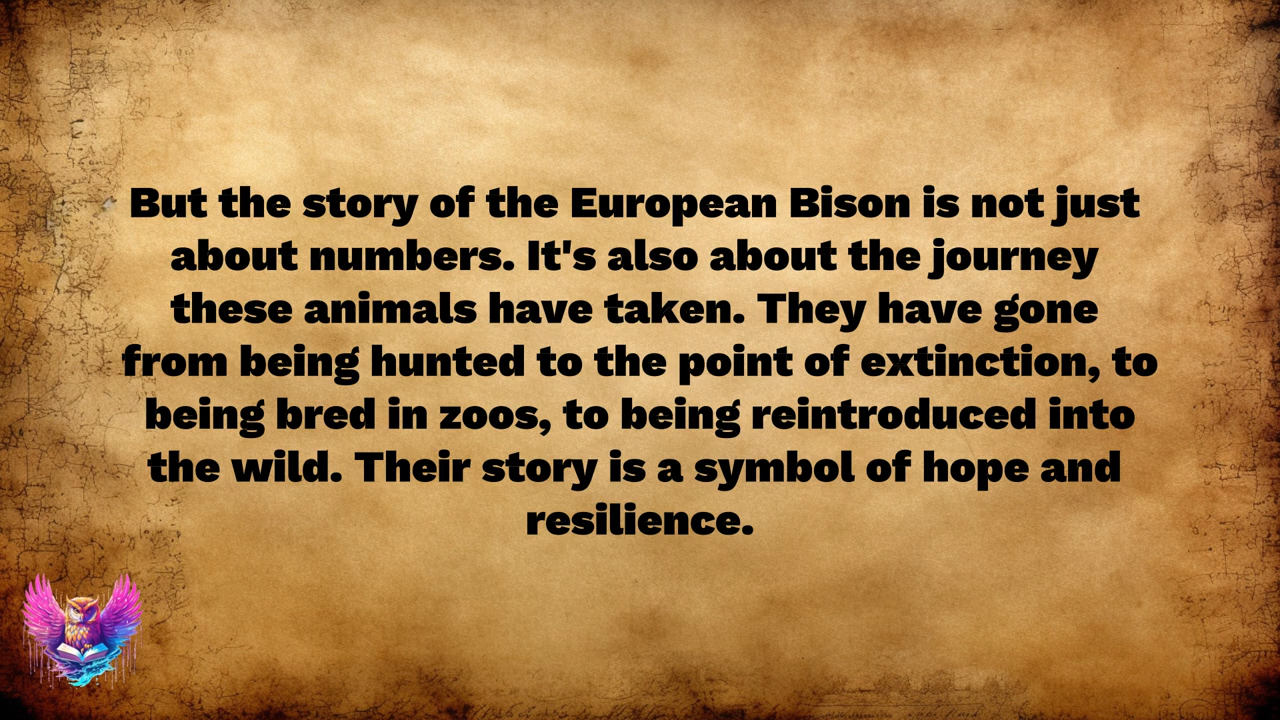 But the story of the European Bison is not just
about numbers. It's also about the journey
these animals have taken. They have gone
from being hunted to the point of extinction, to
being bred in zoos, to being reintroduced into
the wild. Their story is a symbol of hope and
resilience.